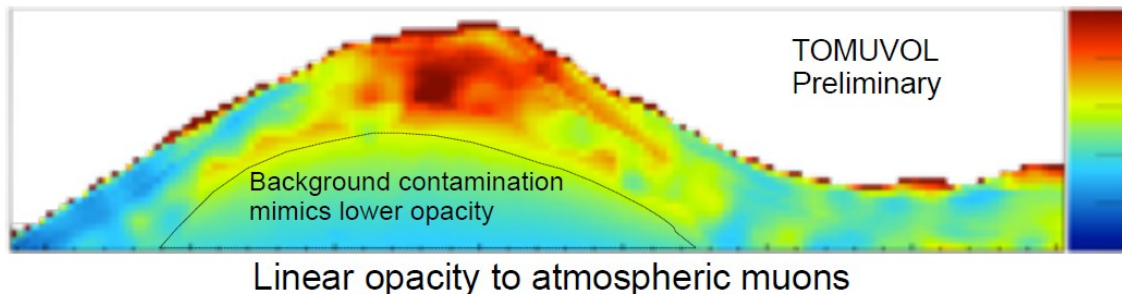 TOMUVOL
Preliminary
Background contamination
mimics lower opacity
Linear opacity to atmospheric muons